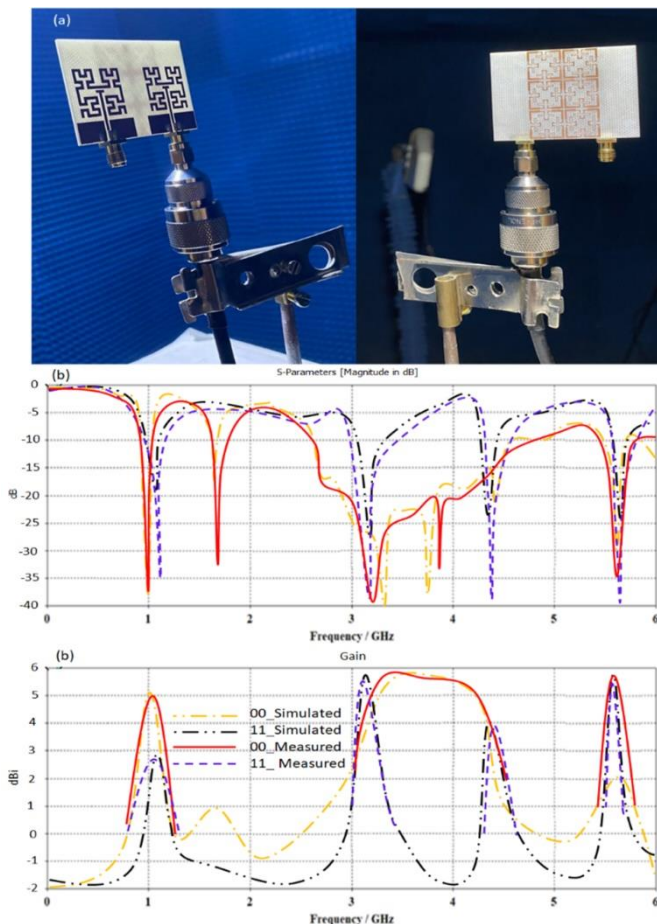 (a)
S-Parameters [Magnitude in dB]
(b)
0
-5
-10
-15
-20
-25
-30
-35
-40
dB
0 1 2 3 4 5 6
Frequency / GHz
(b)
Gain
6
5
4
3
2
1
0
-1
-2
dBi
00_Simulated
11_Simulated
00_Measured
11_ Measured
0 1 2 3 4 5 6
Frequency / GHz